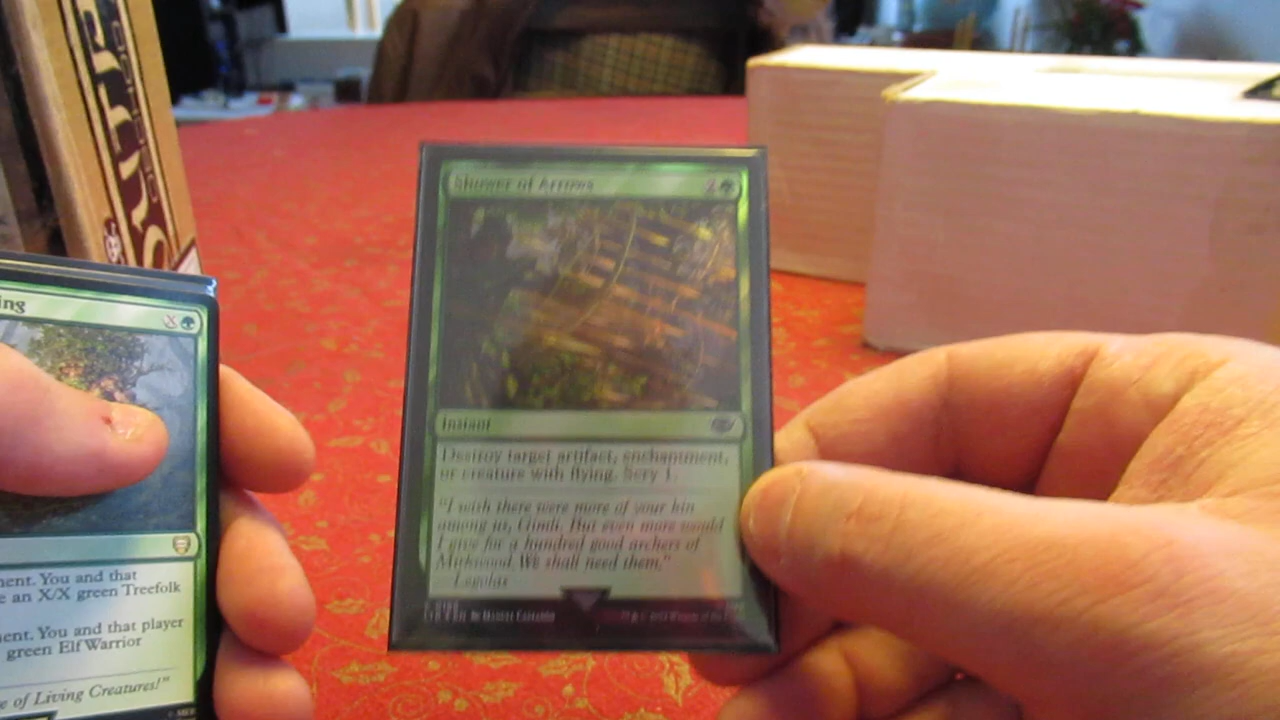 ing
X
ment. You and that
e an X/X green Treefolk
ment. You and that player
green Elf Warrior
e of Living Creatures!"
Shower of Arrows
2
Instant
Destroy target artifact, enchantment,
or creature with flying. Scry 1.
"I wish there were more of your kin
among us, Gimli. But even more would
I give for a hundred good archers of
Mirkwood. We shall need them."
—Legolas